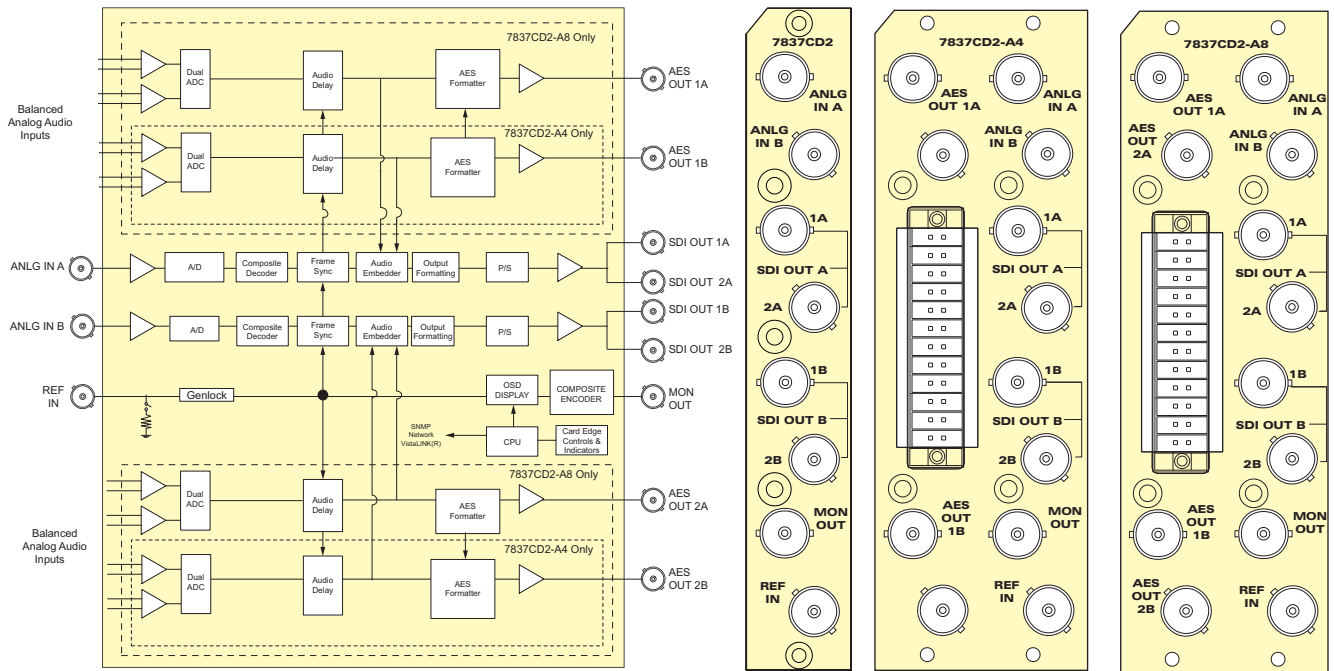 7837CD2-A8 Only
Dual
ADC
Audio
Delay
AES
Formatter
AES
OUT 1A
Balanced
Analog Audio
Inputs
7837CD2-A4 Only
Dual
ADC
Audio
Delay
AES
Formatter
AES
OUT 1B
ANLG IN A
A/D
Composite
Decoder
Frame
Sync
Audio
Embedder
Output
Formatting
P/S
SDI OUT 1A
SDI OUT 2A
ANLG IN B
A/D
Composite
Decoder
Frame
Sync
Audio
Embedder
Output
Formatting
P/S
SDI OUT 1B
SDI OUT 2B
REF
IN
Genlock
OSD
DISPLAY
COMPOSITE
ENCODER
MON
OUT
SNMP
Network
VistaLINK(R)
CPU
Card Edge
Controls &
Indicators
7837CD2-A8 Only
Dual
ADC
Audio
Delay
AES
Formatter
AES
OUT 2A
Balanced
Analog Audio
Inputs
7837CD2-A4 Only
Dual
ADC
Audio
Delay
AES
Formatter
AES
OUT 2B
7837CD2
ANLG
IN A
ANLG
IN B
1A
SDI OUT A
2A
1B
SDI OUT B
2B
MON
OUT
REF
IN
7837CD2-A4
AES
OUT 1A
ANLG
IN A
ANLG
IN B
1A
SDI OUT A
2A
1B
SDI OUT B
2B
AES
OUT
1B
MON
OUT
REF
IN
7837CD2-A8
AES
OUT 1A
ANLG
IN A
AES
OUT
2A
ANLG
IN B
1A
SDI OUT A
2A
1B
SDI OUT B
2B
AES
OUT
1B
MON
OUT
AES
OUT
2B
REF
IN